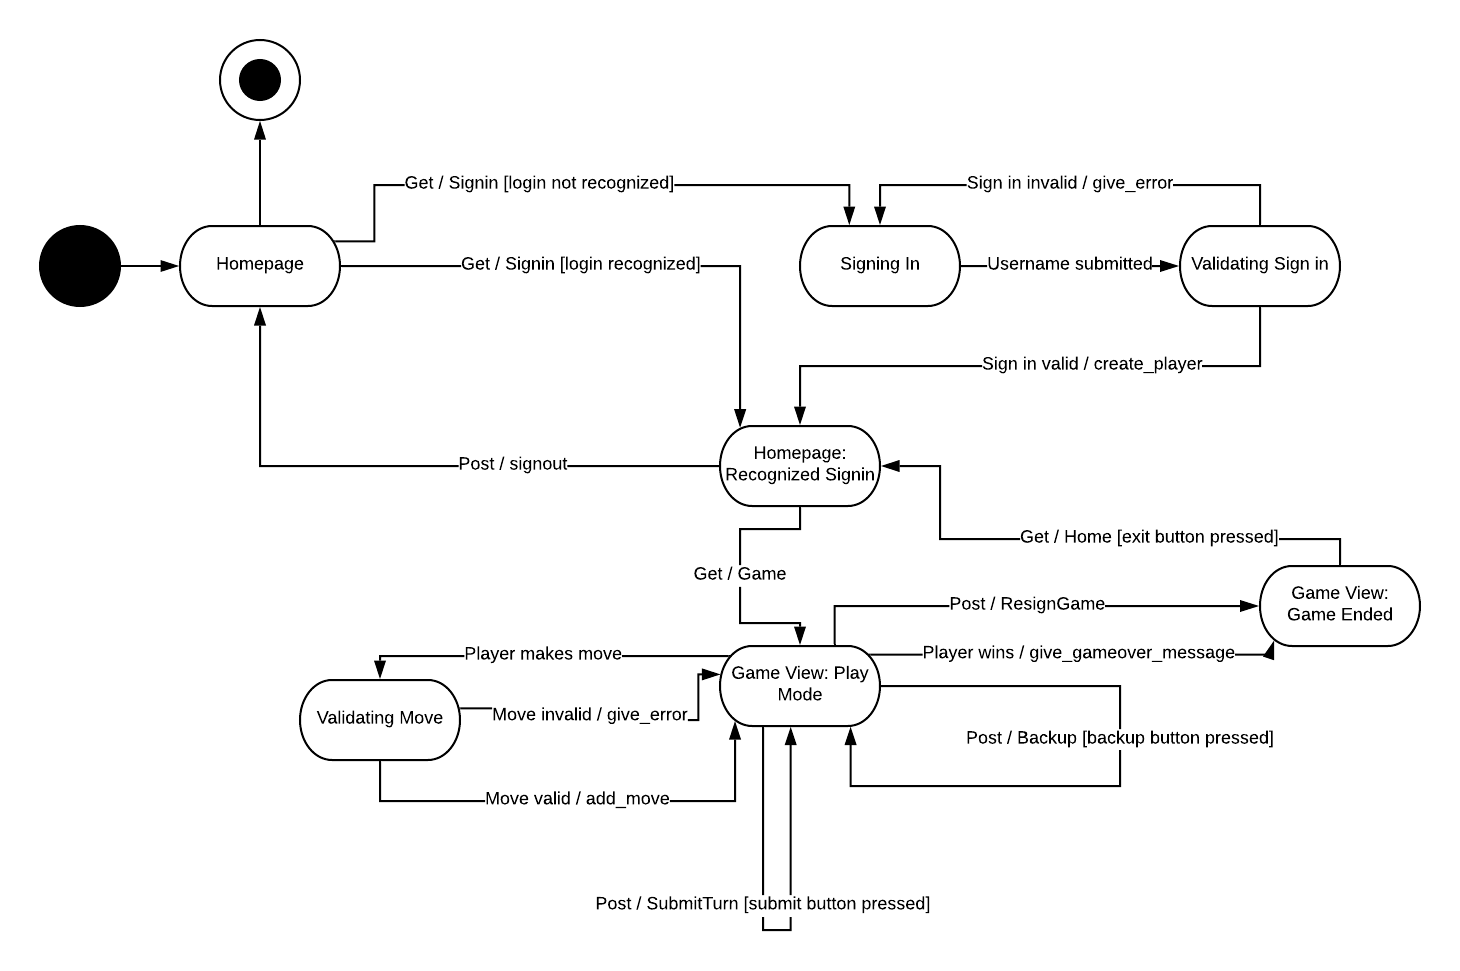 Get / Signin [login not recognized]
Sign in invalid / give_error
Homepage
Get / Signin [login recognized]
Signing In
Username submitted
Validating Sign in
Sign in valid / create_player
Homepage:
Recognized Signin
Post / signout
Get / Home [exit button pressed]
Get / Game
Game View:
Game Ended
Post / ResignGame
Player makes move
Player wins / give_gameover_message
Game View: Play
Mode
Validating Move
Move invalid / give_error
Post / Backup [backup button pressed]
Move valid / add_move
Post / SubmitTurn [submit button pressed]